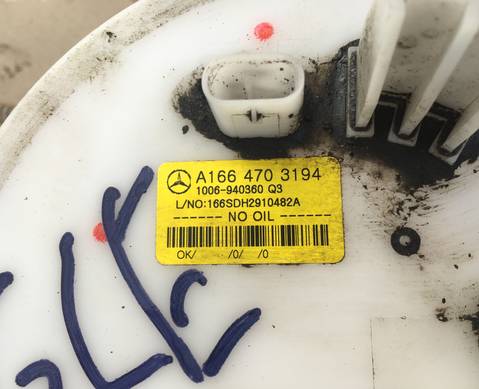 A166 470 3194
1006-940360 Q3
L/NO:166SDH2910482A
------ NO OIL ------
OK/ /0/ /0